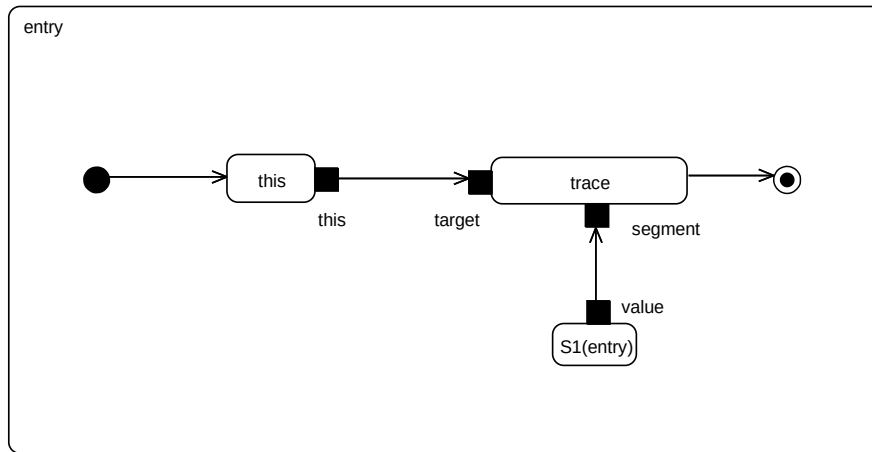 entry
this
trace
this
target
segment
value
S1(entry)